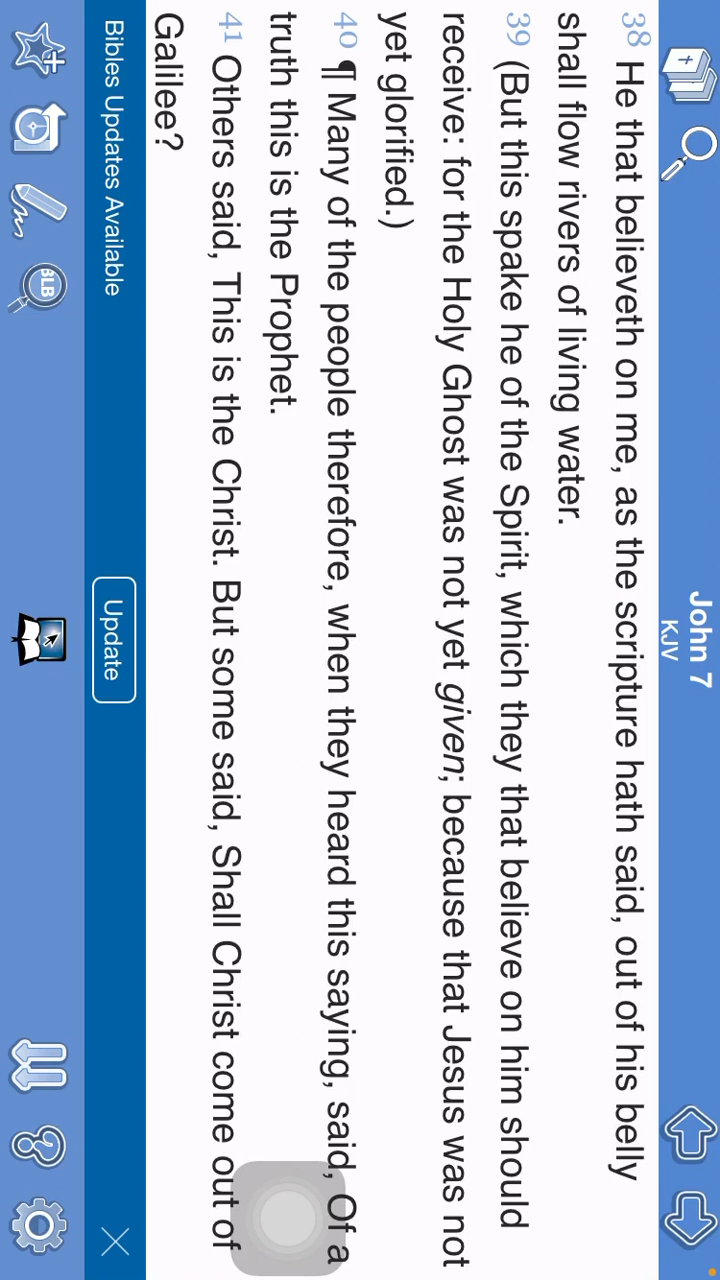 John 7
KJV
38 He that believeth on me, as the scripture hath said, out of his belly
shall flow rivers of living water.
39 (But this spake he of the Spirit, which they that believe on him should
receive: for the Holy Ghost was not yet given; because that Jesus was not
yet glorified.)
40 ¶ Many of the people therefore, when they heard this saying, said, Of a
truth this is the Prophet.
41 Others said, This is the Christ. But some said, Shall Christ come out of
Galilee?
Bibles Updates Available
Update
BLB